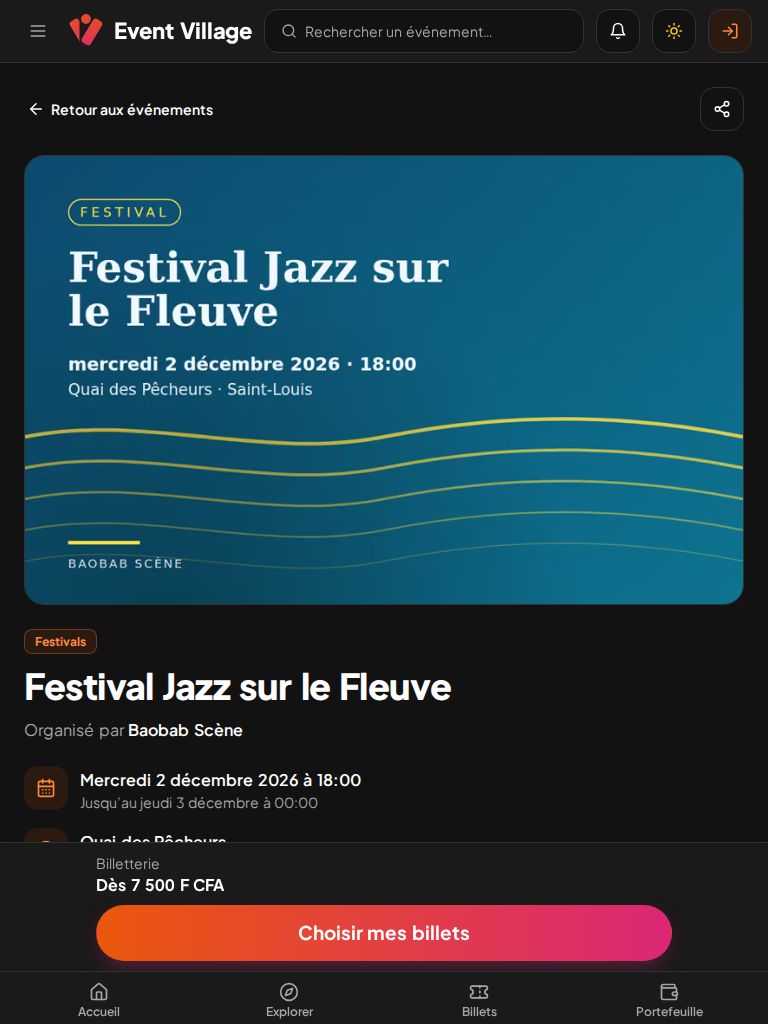 Event Village
Rechercher un événement…
Retour aux événements
FESTIVAL
Festival Jazz sur
le Fleuve
mercredi 2 décembre 2026 · 18:00
Quai des Pêcheurs · Saint-Louis
BAOBAB SCÈNE
Festivals
Festival Jazz sur le Fleuve
Organisé par Baobab Scène
Mercredi 2 décembre 2026 à 18:00
Jusqu'au jeudi 3 décembre à 00:00
Quai des Pêcheurs
Billetterie
Dès 7 500 F CFA
Choisir mes billets
Accueil
Explorer
Billets
Portefeuille